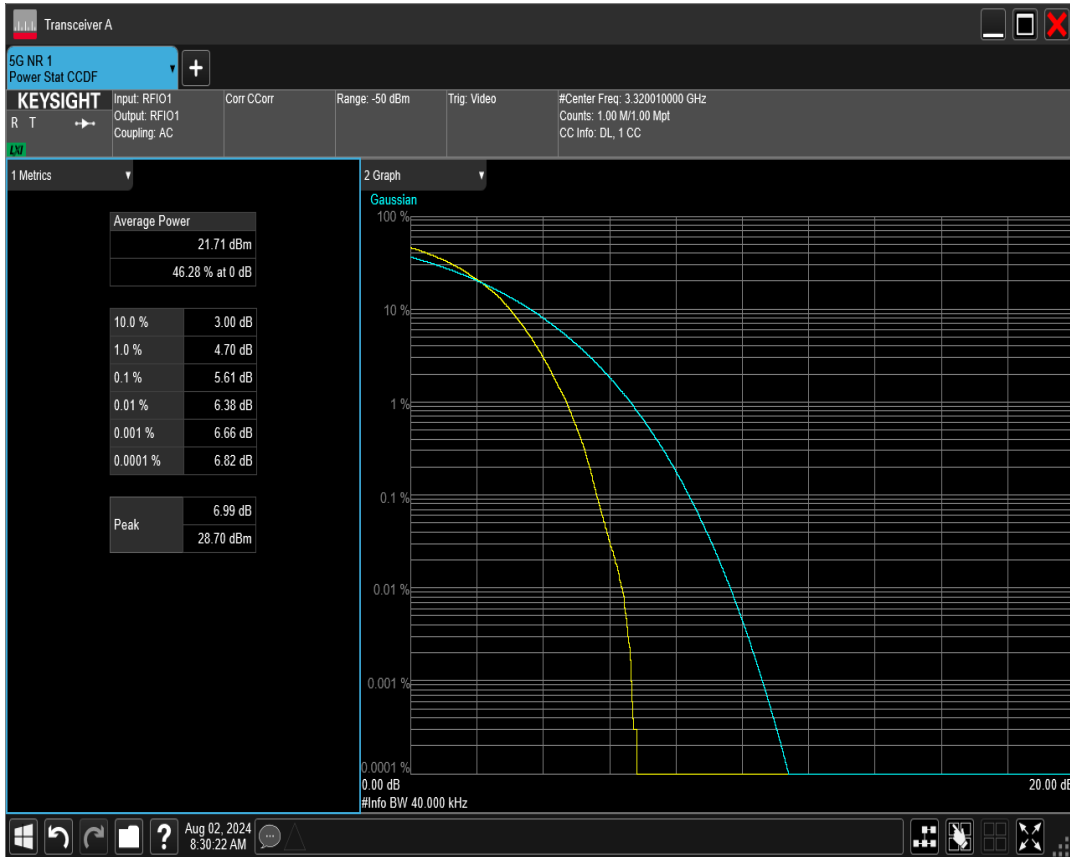 Transceiver A
5G NR 1
Power Stat CCDF
KEYSIGHT
R T
LXI
Input: RFIO1
Output: RFIO1
Coupling: AC
Corr CCorr
Range: -50 dBm
Trig: Video
#Center Freq: 3.320010000 GHz
Counts: 1.00 M/1.00 Mpt
CC Info: DL, 1 CC
1 Metrics
Average Power
21.71 dBm
46.28 % at 0 dB
10.0 % 3.00 dB
1.0 % 4.70 dB
0.1 % 5.61 dB
0.01 % 6.38 dB
0.001 % 6.66 dB
0.0001 % 6.82 dB
Peak
6.99 dB
28.70 dBm
2 Graph
Gaussian
100 %
10 %
1 %
0.1 %
0.01 %
0.001 %
0.0001 %
0.00 dB 20.00 dB
#Info BW 40.000 kHz
Aug 02, 2024
8:30:22 AM